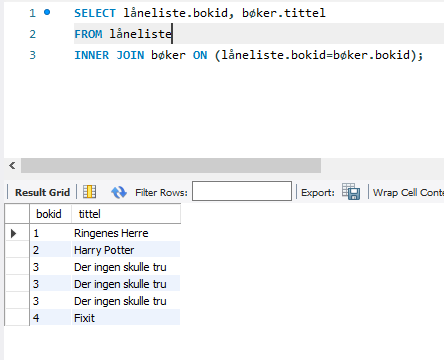 1 SELECT låneliste.bokid, bøker.tittel
2 FROM låneliste
3 INNER JOIN bøker ON (låneliste.bokid=bøker.bokid);
Result Grid Filter Rows: Export: Wrap Cell Conte
bokid tittel
1 Ringenes Herre
2 Harry Potter
3 Der ingen skulle tru
3 Der ingen skulle tru
3 Der ingen skulle tru
4 Fixit